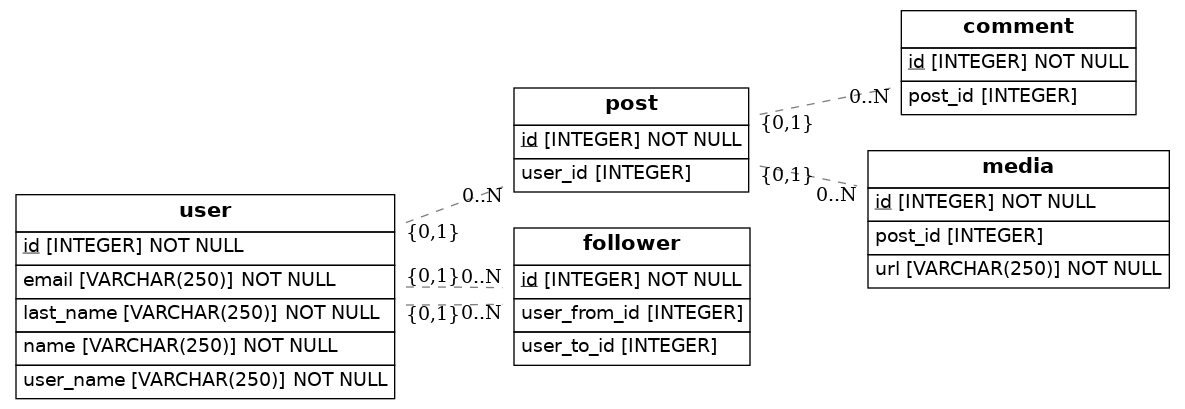 user
id [INTEGER] NOT NULL
email [VARCHAR(250)] NOT NULL
last_name [VARCHAR(250)] NOT NULL
name [VARCHAR(250)] NOT NULL
user_name [VARCHAR(250)] NOT NULL
0..N
{0,1}
{0,1}
0..N
{0,1}
0..N
post
id [INTEGER] NOT NULL
user_id [INTEGER]
follower
id [INTEGER] NOT NULL
user_from_id [INTEGER]
user_to_id [INTEGER]
0..N
{0,1}
{0,1}
0..N
comment
id [INTEGER] NOT NULL
post_id [INTEGER]
media
id [INTEGER] NOT NULL
post_id [INTEGER]
url [VARCHAR(250)] NOT NULL